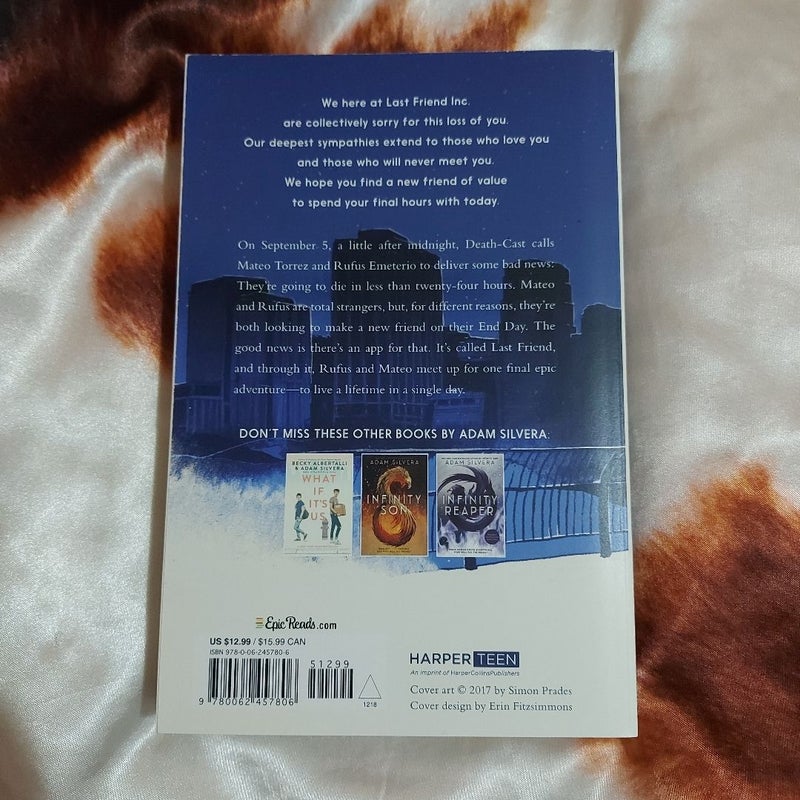 We here at Last Friend Inc.
are collectively sorry for this loss of you.
Our deepest sympathies extend to those who love you
and those who will never meet you.
We hope you find a new friend of value
to spend your final hours with today.
On September 5, a little after midnight, Death-Cast calls
Mateo Torrez and Rufus Emeterio to deliver some bad news:
They're going to die in less than twenty-four hours. Mateo
and Rufus are total strangers, but, for different reasons, they're
both looking to make a new friend on their End Day. The
good news is there's an app for that. It's called Last Friend,
and through it, Rufus and Mateo meet up for one final epic
adventure—to live a lifetime in a single day.
DON'T MISS THESE OTHER BOOKS BY ADAM SILVERA:
BECKY ALBERTALLI
& ADAM SILVERA
WHAT
IF
IT'S
US
ADAM SILVERA
INFINITY
SON
ADAM SILVERA
INFINITY
REAPER
Epic Reads.com
US $12.99 / $15.99 CAN
ISBN 978-0-06-245780-6
51299
9 780062 457806
1218
HARPER TEEN
An Imprint of HarperCollinsPublishers
Cover art © 2017 by Simon Prades
Cover design by Erin Fitzsimmons